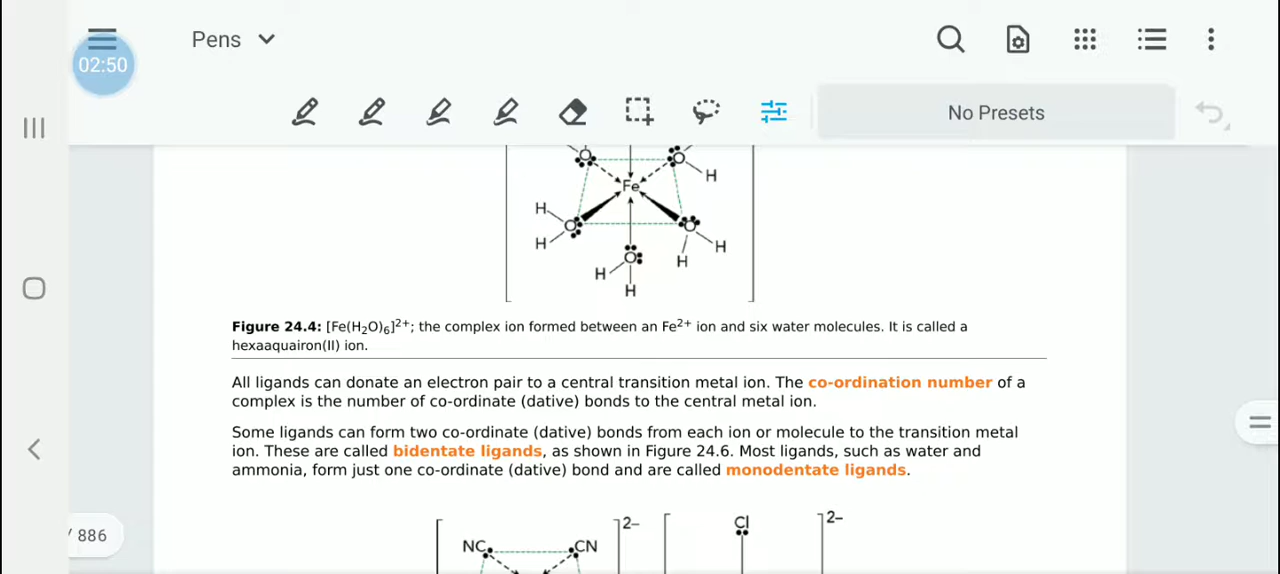 Pens
02:50
No Presets
O O H
Fe
H O O
H H
O H
H
H
Figure 24.4: [Fe(H₂O)₆]²⁺; the complex ion formed between an Fe²⁺ ion and six water molecules. It is called a
hexaaquairon(II) ion.
All ligands can donate an electron pair to a central transition metal ion. The co-ordination number of a
complex is the number of co-ordinate (dative) bonds to the central metal ion.
Some ligands can form two co-ordinate (dative) bonds from each ion or molecule to the transition metal
ion. These are called bidentate ligands, as shown in Figure 24.6. Most ligands, such as water and
ammonia, form just one co-ordinate (dative) bond and are called monodentate ligands.
/ 886
2– Cl 2–
NC CN